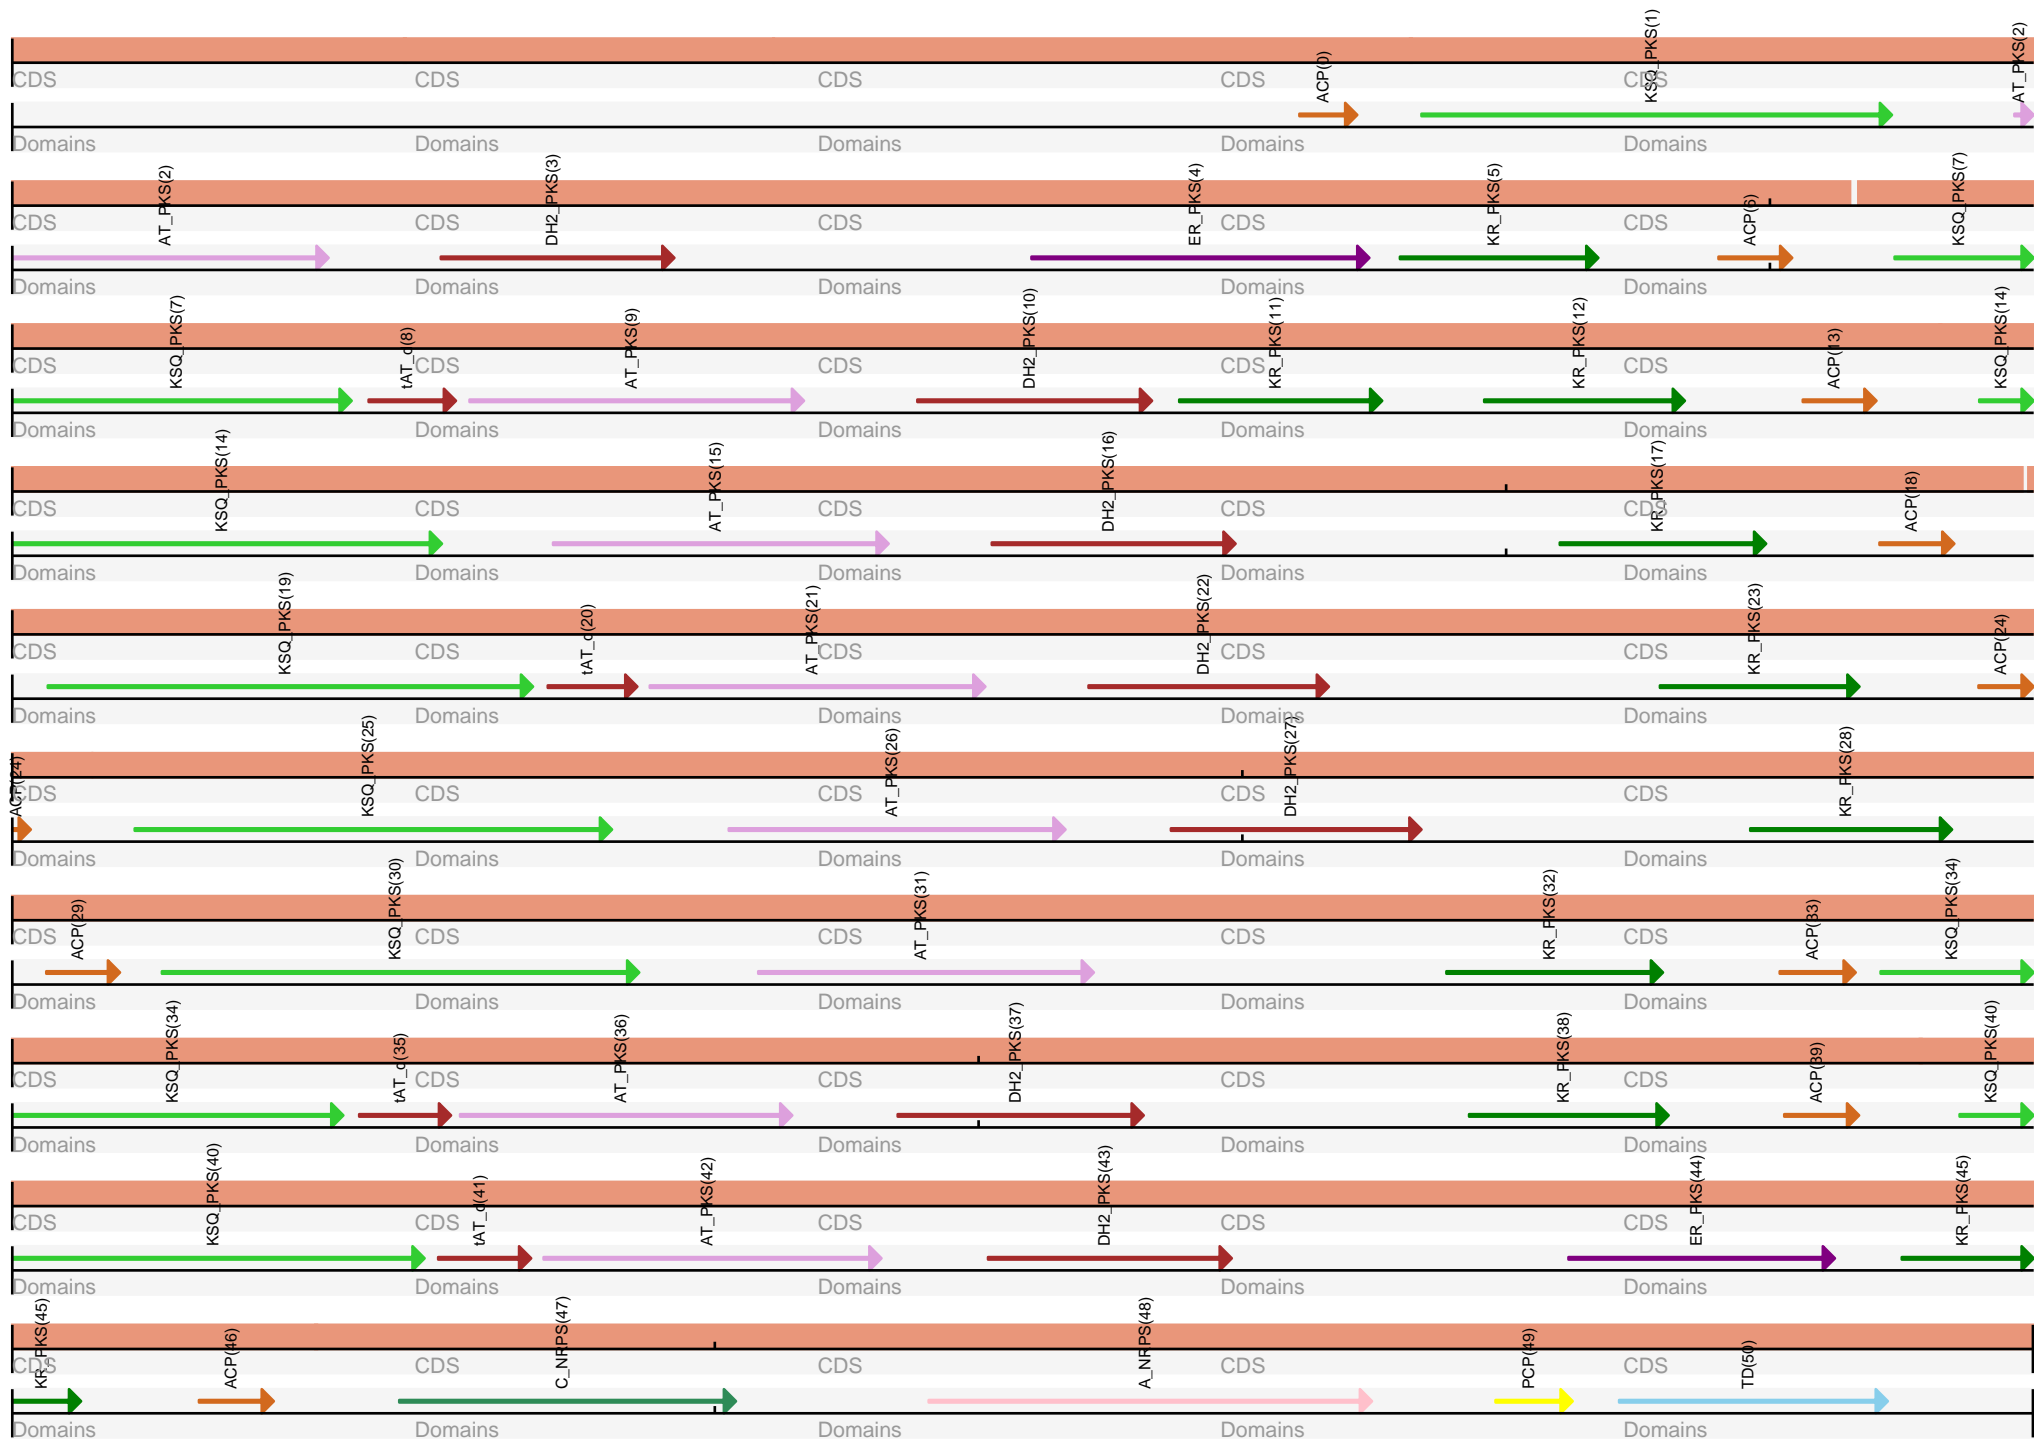 ACP(0) KSQ_PKS(1) AT_PKS(2)
CDS CDS CDS CDS CDS
Domains Domains Domains Domains Domains
AT_PKS(2) DH2_PKS(3) ER_PKS(4) KR_PKS(5) ACP(6) KSQ_PKS(7)
CDS CDS CDS CDS CDS
Domains Domains Domains Domains Domains
KSQ_PKS(7) tAT_d(8) AT_PKS(9) DH2_PKS(10) KR_PKS(11) KR_PKS(12) ACP(13) KSQ_PKS(14)
CDS CDS CDS CDS CDS
Domains Domains Domains Domains Domains
KSQ_PKS(14) AT_PKS(15) DH2_PKS(16) KR_PKS(17) ACP(18)
CDS CDS CDS CDS CDS
Domains Domains Domains Domains Domains
KSQ_PKS(19) tAT_d(20) AT_PKS(21) DH2_PKS(22) KR_PKS(23) ACP(24)
CDS CDS CDS CDS CDS
Domains Domains Domains Domains Domains
ACP(24) KSQ_PKS(25) AT_PKS(26) DH2_PKS(27) KR_PKS(28)
CDS CDS CDS CDS CDS
Domains Domains Domains Domains Domains
ACP(29) KSQ_PKS(30) AT_PKS(31) KR_PKS(32) ACP(33) KSQ_PKS(34)
CDS CDS CDS CDS CDS
Domains Domains Domains Domains Domains
KSQ_PKS(34) tAT_d(35) AT_PKS(36) DH2_PKS(37) KR_PKS(38) ACP(39) KSQ_PKS(40)
CDS CDS CDS CDS CDS
Domains Domains Domains Domains Domains
KSQ_PKS(40) tAT_d(41) AT_PKS(42) DH2_PKS(43) ER_PKS(44) KR_PKS(45)
CDS CDS CDS CDS CDS
Domains Domains Domains Domains Domains
KR_PKS(45) ACP(46) C_NRPS(47) A_NRPS(48) PCP(49) TD(50)
CDS CDS CDS CDS CDS
Domains Domains Domains Domains Domains